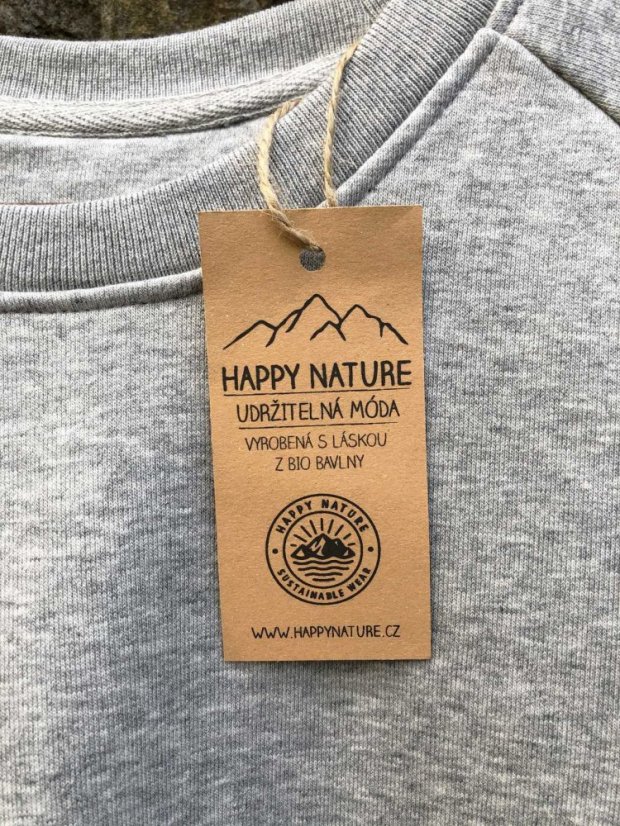 HAPPY NATURE
UDRŽITELNÁ MÓDA
VYROBENÁ S LÁSKOU
Z BIO BAVLNY
HAPPY NATURE
SUSTAINABLE WEAR
WWW.HAPPYNATURE.CZ